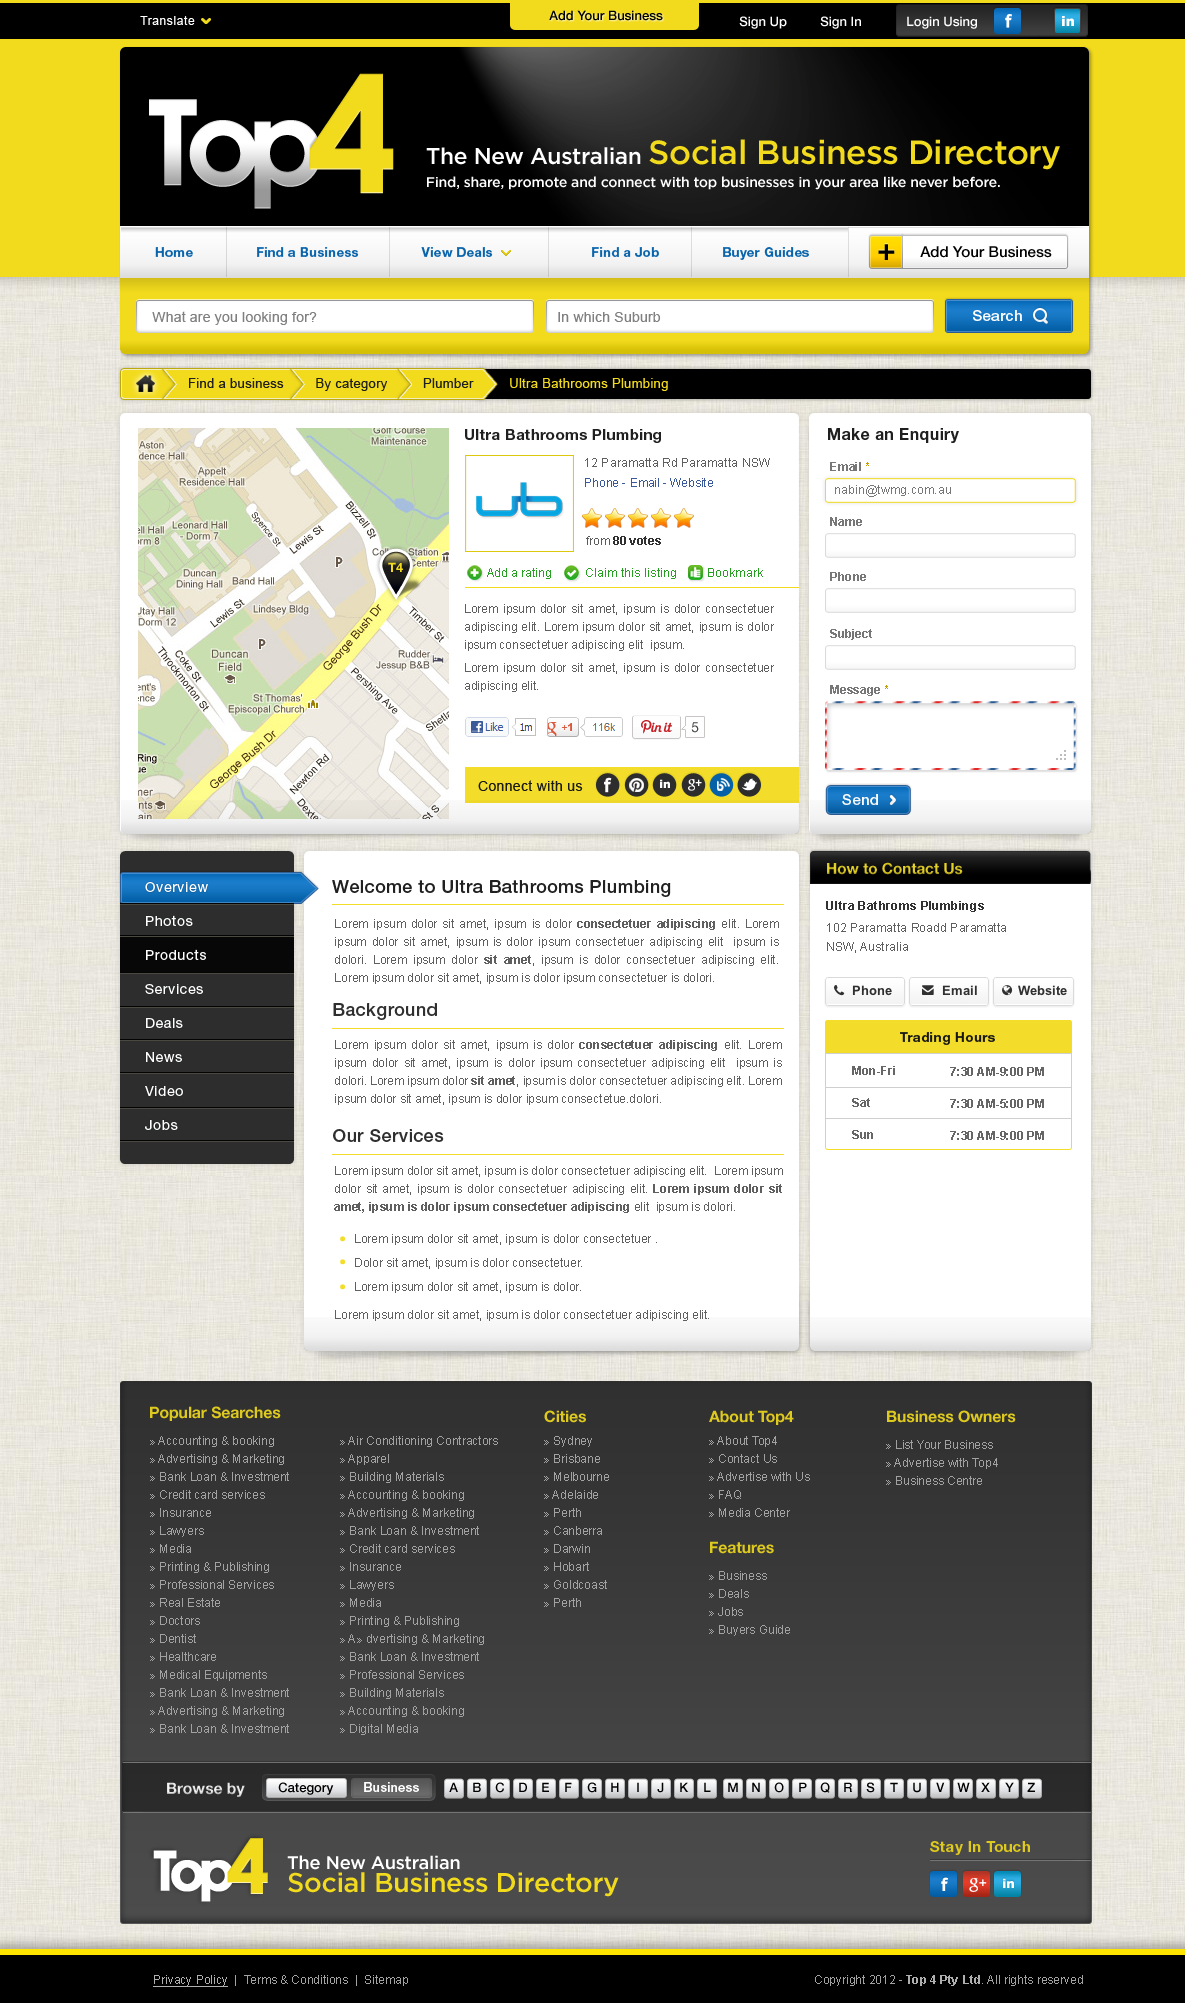 Translate
Add Your Business
Sign Up
Sign In
Login Using
Top4
The New Australian Social Business Directory
Find, share, promote and connect with top businesses in your area like never before.
Home
Find a Business
View Deals
Find a Job
Buyer Guides
Add Your Business
What are you looking for?
In which Suburb
Search
Find a business
By category
Plumber
Ultra Bathrooms Plumbing
Golf Course
Maintenance
Aston
Residence Hall
Appelt
Residence Hall
ell Hall
orm 8
Leonard Hall
- Dorm 7
Spence St
Lewis St
Bizzell St
P
Station
Center
T4
Duncan
Dining Hall
Band Hall
utay Hall
Dorm 12
Lewis St
Lindsey Bldg
George Bush Dr
Timber St
P
Duncan
Field
Coke St
Throckmorton St
Rudder
Jessup B&B
ent's
ce
St Thomas'
Episcopal Church
Pershing Ave
Shetla
Ring
ue
George Bush Dr
Newton Rd
mer
ents
ain
Dexte
St S
Ultra Bathrooms Plumbing
ub
12 Paramatta Rd Paramatta NSW
Phone - Email - Website
from 80 votes
Add a rating
Claim this listing
Bookmark
Lorem ipsum dolor sit amet, ipsum is dolor consectetuer
adipiscing elit. Lorem ipsum dolor sit amet, ipsum is dolor
ipsum consectetuer adipiscing elit ipsum.
Lorem ipsum dolor sit amet, ipsum is dolor consectetuer
adipiscing elit.
Like
1m
+1
116k
Pin it
5
Connect with us
Make an Enquiry
Email *
nabin@twmg.com.au
Name
Phone
Subject
Message *
Send
Overview
Photos
Products
Services
Deals
News
Video
Jobs
Welcome to Ultra Bathrooms Plumbing
Lorem ipsum dolor sit amet, ipsum is dolor consectetuer adipiscing elit. Lorem
ipsum dolor sit amet, ipsum is dolor ipsum consectetuer adipiscing elit ipsum is
dolori. Lorem ipsum dolor sit amet, ipsum is dolor consectetuer adipiscing elit.
Lorem ipsum dolor sit amet, ipsum is dolor ipsum consectetuer is dolori.
Background
Lorem ipsum dolor sit amet, ipsum is dolor consectetuer adipiscing elit. Lorem
ipsum dolor sit amet, ipsum is dolor ipsum consectetuer adipiscing elit ipsum is
dolori. Lorem ipsum dolor sit amet, ipsum is dolor consectetuer adipiscing elit. Lorem
ipsum dolor sit amet, ipsum is dolor ipsum consectetue.dolori.
Our Services
Lorem ipsum dolor sit amet, ipsum is dolor consectetuer adipiscing elit. Lorem ipsum
dolor sit amet, ipsum is dolor consectetuer adipiscing elit. Lorem ipsum dolor sit
amet, ipsum is dolor ipsum consectetuer adipiscing elit ipsum is dolori.
Lorem ipsum dolor sit amet, ipsum is dolor consectetuer .
Dolor sit amet, ipsum is dolor consectetuer.
Lorem ipsum dolor sit amet, ipsum is dolor.
Lorem ipsum dolor sit amet, ipsum is dolor consectetuer adipiscing elit.
How to Contact Us
Ultra Bathroms Plumbings
102 Paramatta Roadd Paramatta
NSW, Australia
Phone
Email
Website
Trading Hours
Mon-Fri 7:30 AM-9:00 PM
Sat 7:30 AM-5:00 PM
Sun 7:30 AM-9:00 PM
Popular Searches
» Accounting & booking
» Advertising & Marketing
» Bank Loan & Investment
» Credit card services
» Insurance
» Lawyers
» Media
» Printing & Publishing
» Professional Services
» Real Estate
» Doctors
» Dentist
» Healthcare
» Medical Equipments
» Bank Loan & Investment
» Advertising & Marketing
» Bank Loan & Investment
» Air Conditioning Contractors
» Apparel
» Building Materials
» Accounting & booking
» Advertising & Marketing
» Bank Loan & Investment
» Credit card services
» Insurance
» Lawyers
» Media
» Printing & Publishing
» A» dvertising & Marketing
» Bank Loan & Investment
» Professional Services
» Building Materials
» Accounting & booking
» Digital Media
Cities
» Sydney
» Brisbane
» Melbourne
» Adelaide
» Perth
» Canberra
» Darwin
» Hobart
» Goldcoast
» Perth
About Top4
» About Top4
» Contact Us
» Advertise with Us
» FAQ
» Media Center
Features
» Business
» Deals
» Jobs
» Buyers Guide
Business Owners
» List Your Business
» Advertise with Top4
» Business Centre
Browse by
Category
Business
A B C D E F G H I J K L M N O P Q R S T U V W X Y Z
Top4
The New Australian
Social Business Directory
Stay In Touch
Privacy Policy | Terms & Conditions | Sitemap
Copyright 2012 - Top 4 Pty Ltd. All rights reserved